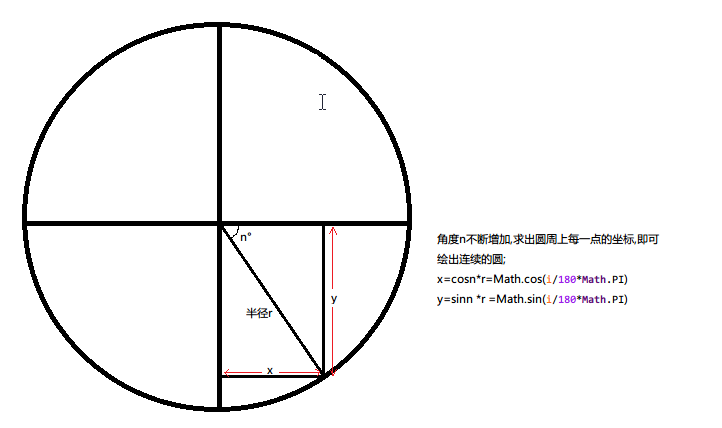 n°
半径r
y
x
角度n不断增加,求出圆周上每一点的坐标,即可
绘出连续的圆;
x=cosn*r=Math.cos(i/180*Math.PI)
y=sinn *r =Math.sin(i/180*Math.PI)